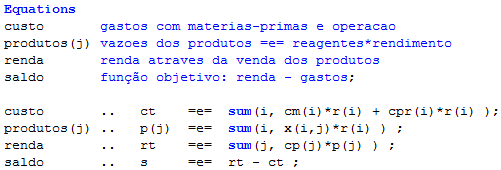 Equations
custo gastos com materias-primas e operacao
produtos(j) vazoes dos produtos =e= reagentes*rendimento
renda renda atraves da venda dos produtos
saldo função objetivo: renda - gastos;
custo .. ct =e= sum(i, cm(i)*r(i) + cpr(i)*r(i) );
produtos(j) .. p(j) =e= sum(i, x(i,j)*r(i) ) ;
renda .. rt =e= sum(j, cp(j)*p(j) ) ;
saldo .. s =e= rt - ct ;